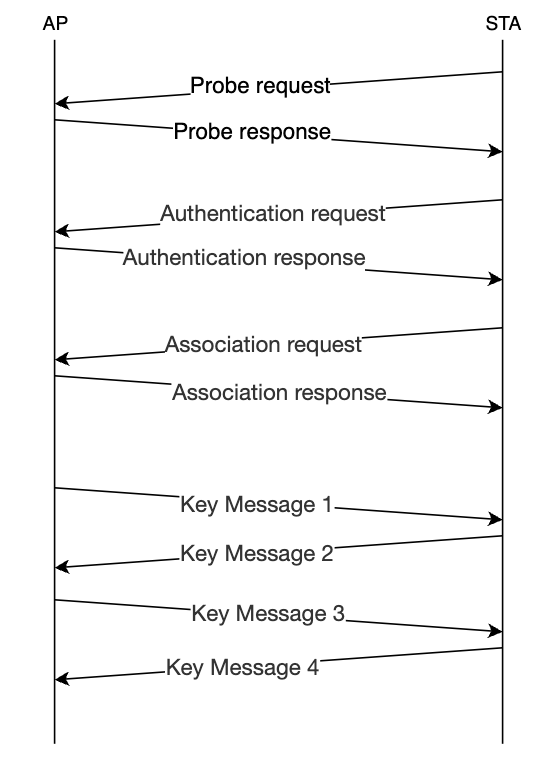 AP
STA
Probe request
Probe response
Authentication request
Authentication response
Association request
Association response
Key Message 1
Key Message 2
Key Message 3
Key Message 4